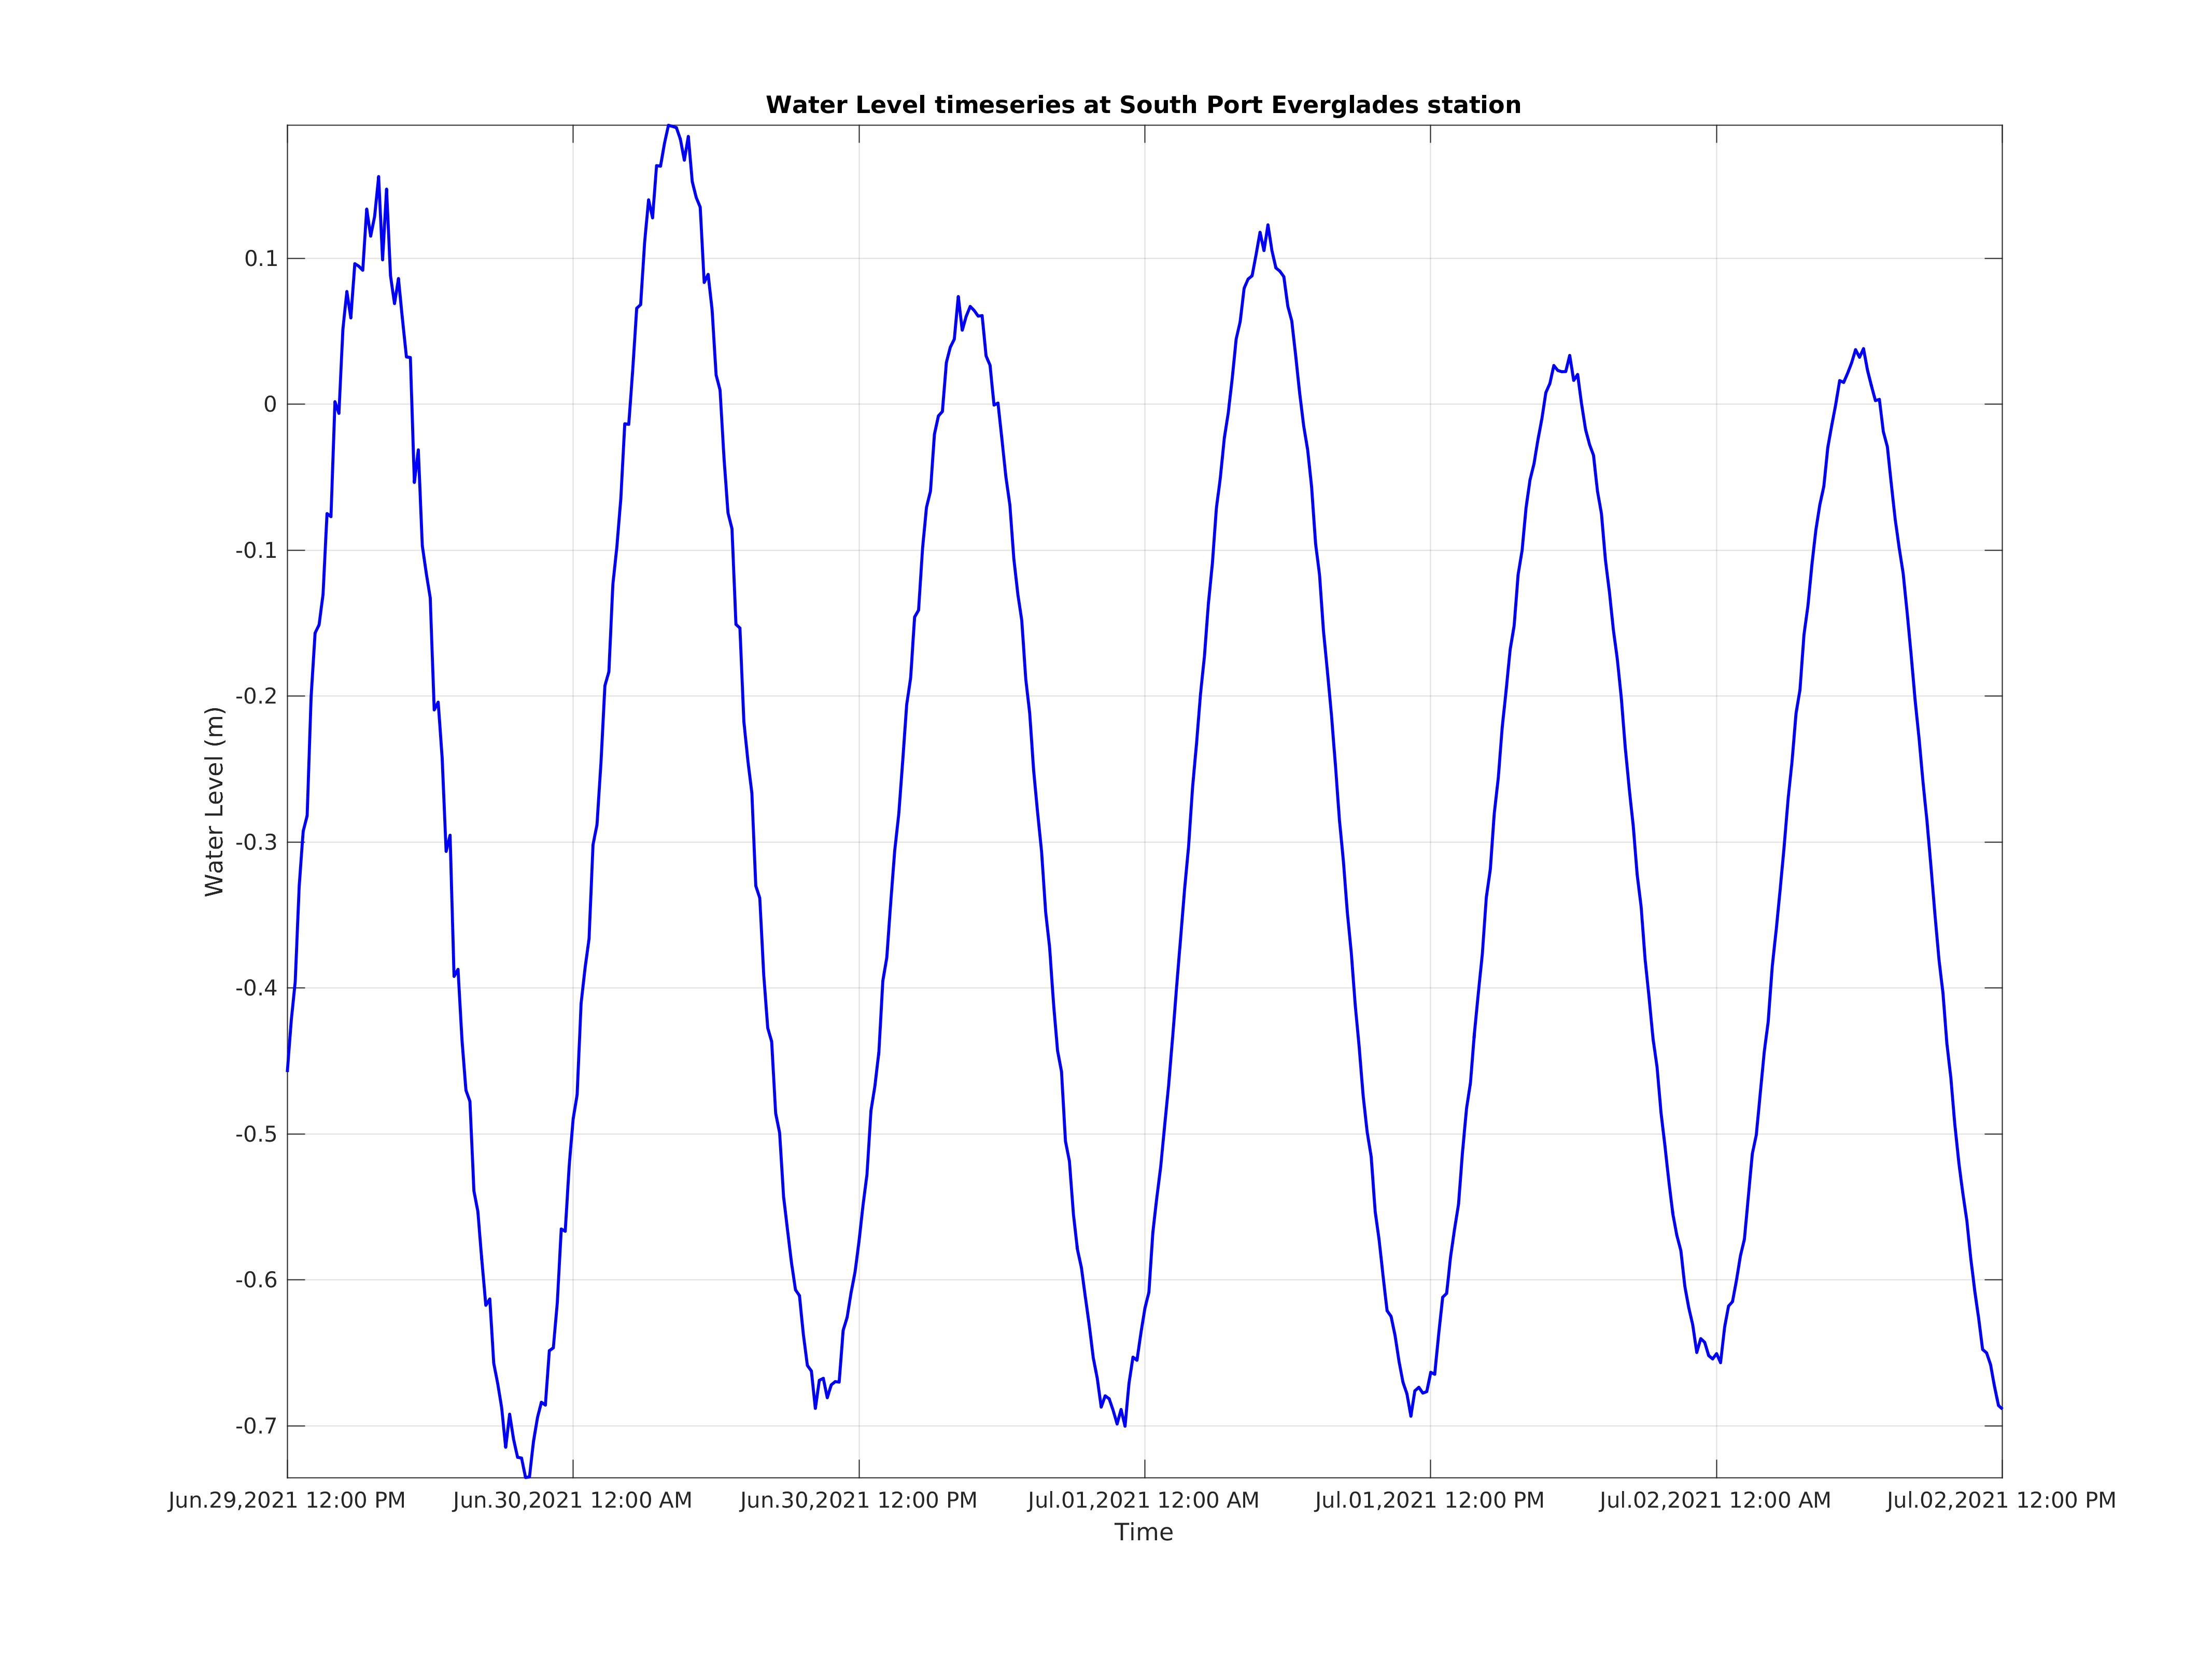 Water Level timeseries at South Port Everglades station
0.1
0
-0.1
-0.2
-0.3
-0.4
-0.5
-0.6
-0.7
Water Level (m)
Jun.29,2021 12:00 PM Jun.30,2021 12:00 AM Jun.30,2021 12:00 PM Jul.01,2021 12:00 AM Jul.01,2021 12:00 PM Jul.02,2021 12:00 AM Jul.02,2021 12:00 PM
Time